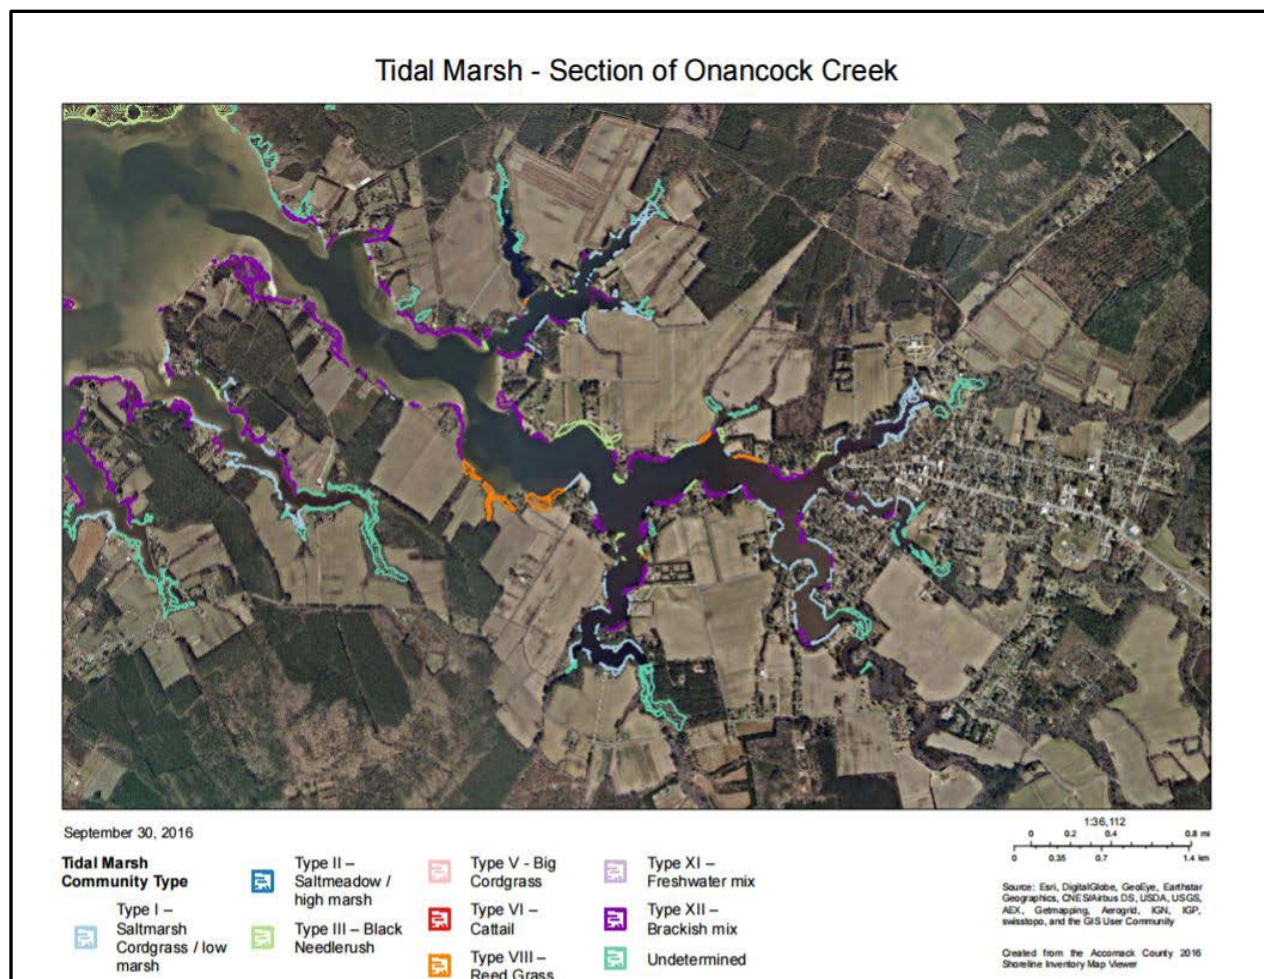 Tidal Marsh - Section of Onancock Creek
September 30, 2016
Tidal Marsh
Community Type
Type I –
Saltmarsh
Cordgrass / low
marsh
Type II –
Saltmeadow /
high marsh
Type III – Black
Needlerush
Type V - Big
Cordgrass
Type VI –
Cattail
Type VIII –
Reed Grass
Type XI –
Freshwater mix
Type XII –
Brackish mix
Undetermined
1:36,112
0 0.2 0.4 0.8 mi
0 0.35 0.7 1.4 km
Source: Esri, DigitalGlobe, GeoEye, Earthstar
Geographics, CNES/Airbus DS, USDA, USGS,
AEX, Getmapping, Aerogrid, IGN, IGP,
swisstopo, and the GIS User Community
Created from the Accomack County 2016
Shoreline Inventory Map Viewer